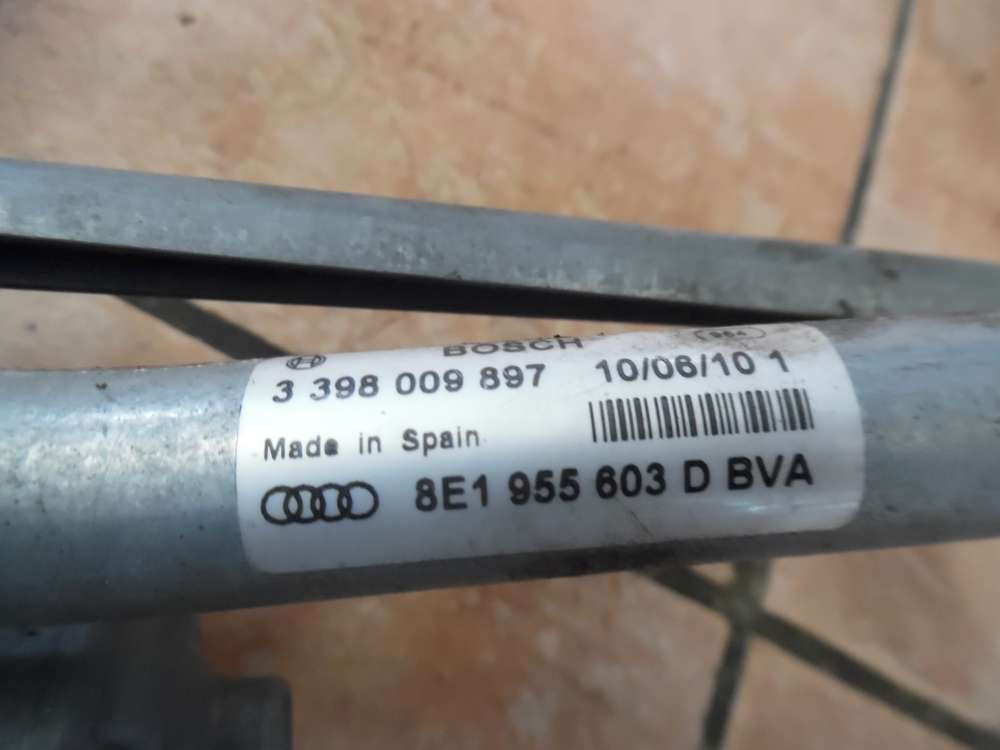 BOSCH
3 398 009 897 10/06/10 1
Made in Spain
8E1 955 603 D BVA